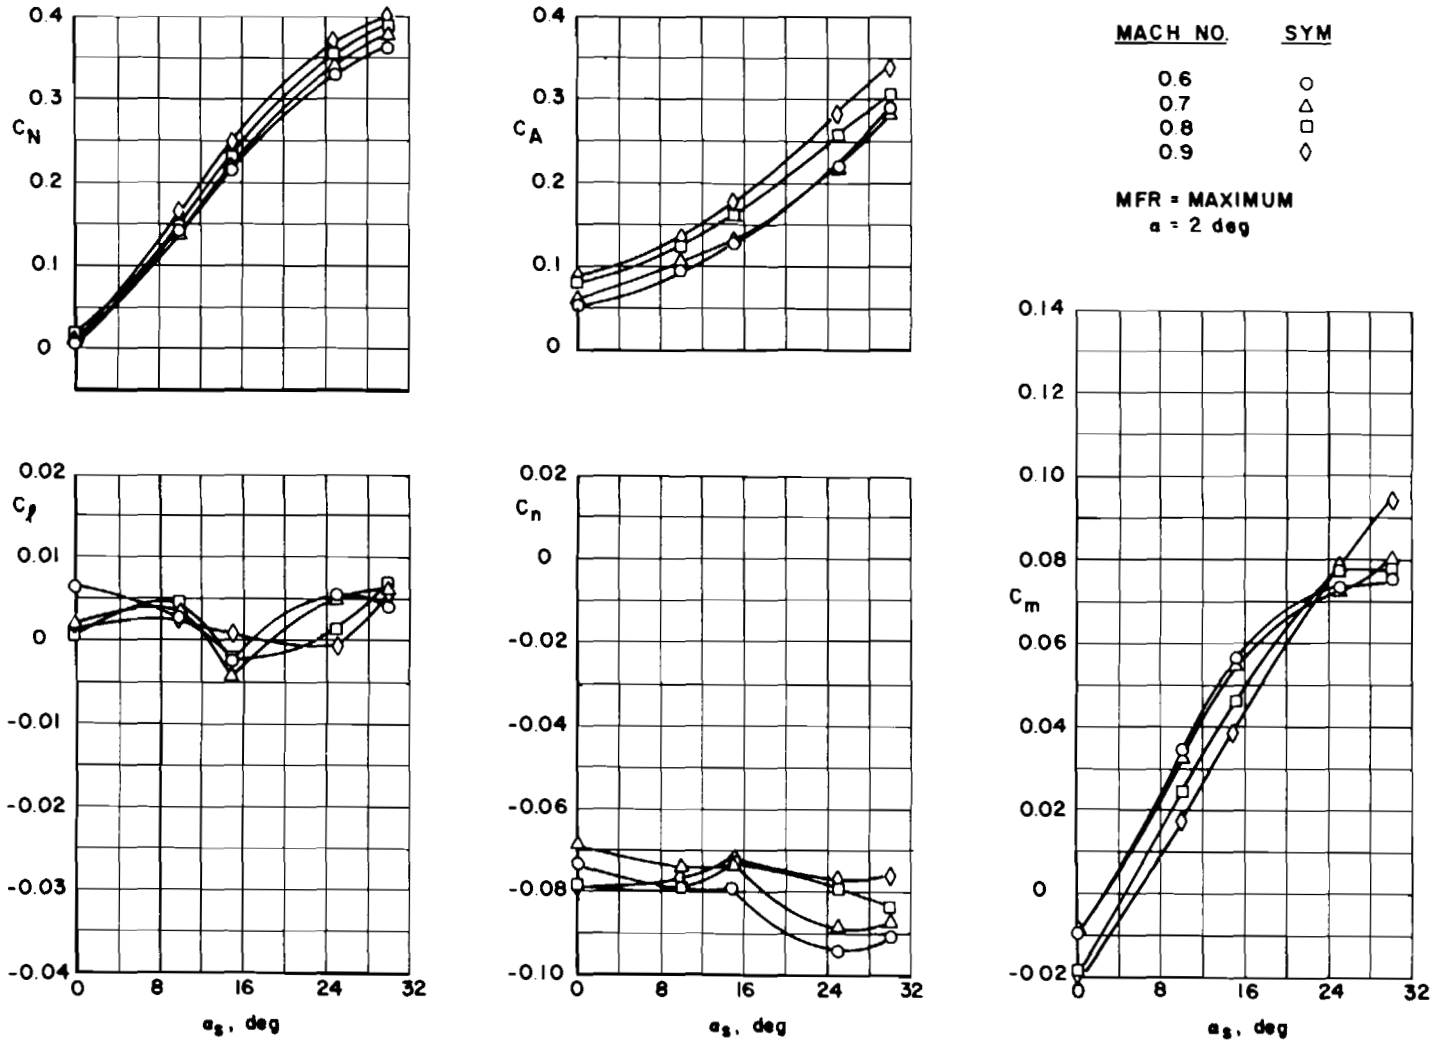 0.4
0.3
C_N
0.2
0.1
0
0.4
0.3
C_A
0.2
0.1
0
MACH NO. SYM
0.6
0.7
0.8
0.9
MFR = MAXIMUM
α = 2 deg
0.02
C_ℓ
0.01
0
-0.01
-0.02
-0.03
-0.04
0 8 16 24 32
α_s, deg
0.02
C_n
0
-0.02
-0.04
-0.06
-0.08
-0.10
0 8 16 24 32
α_s, deg
0.14
0.12
0.10
0.08
C_m
0.06
0.04
0.02
0
-0.02
0 8 16 24 32
α_s, deg